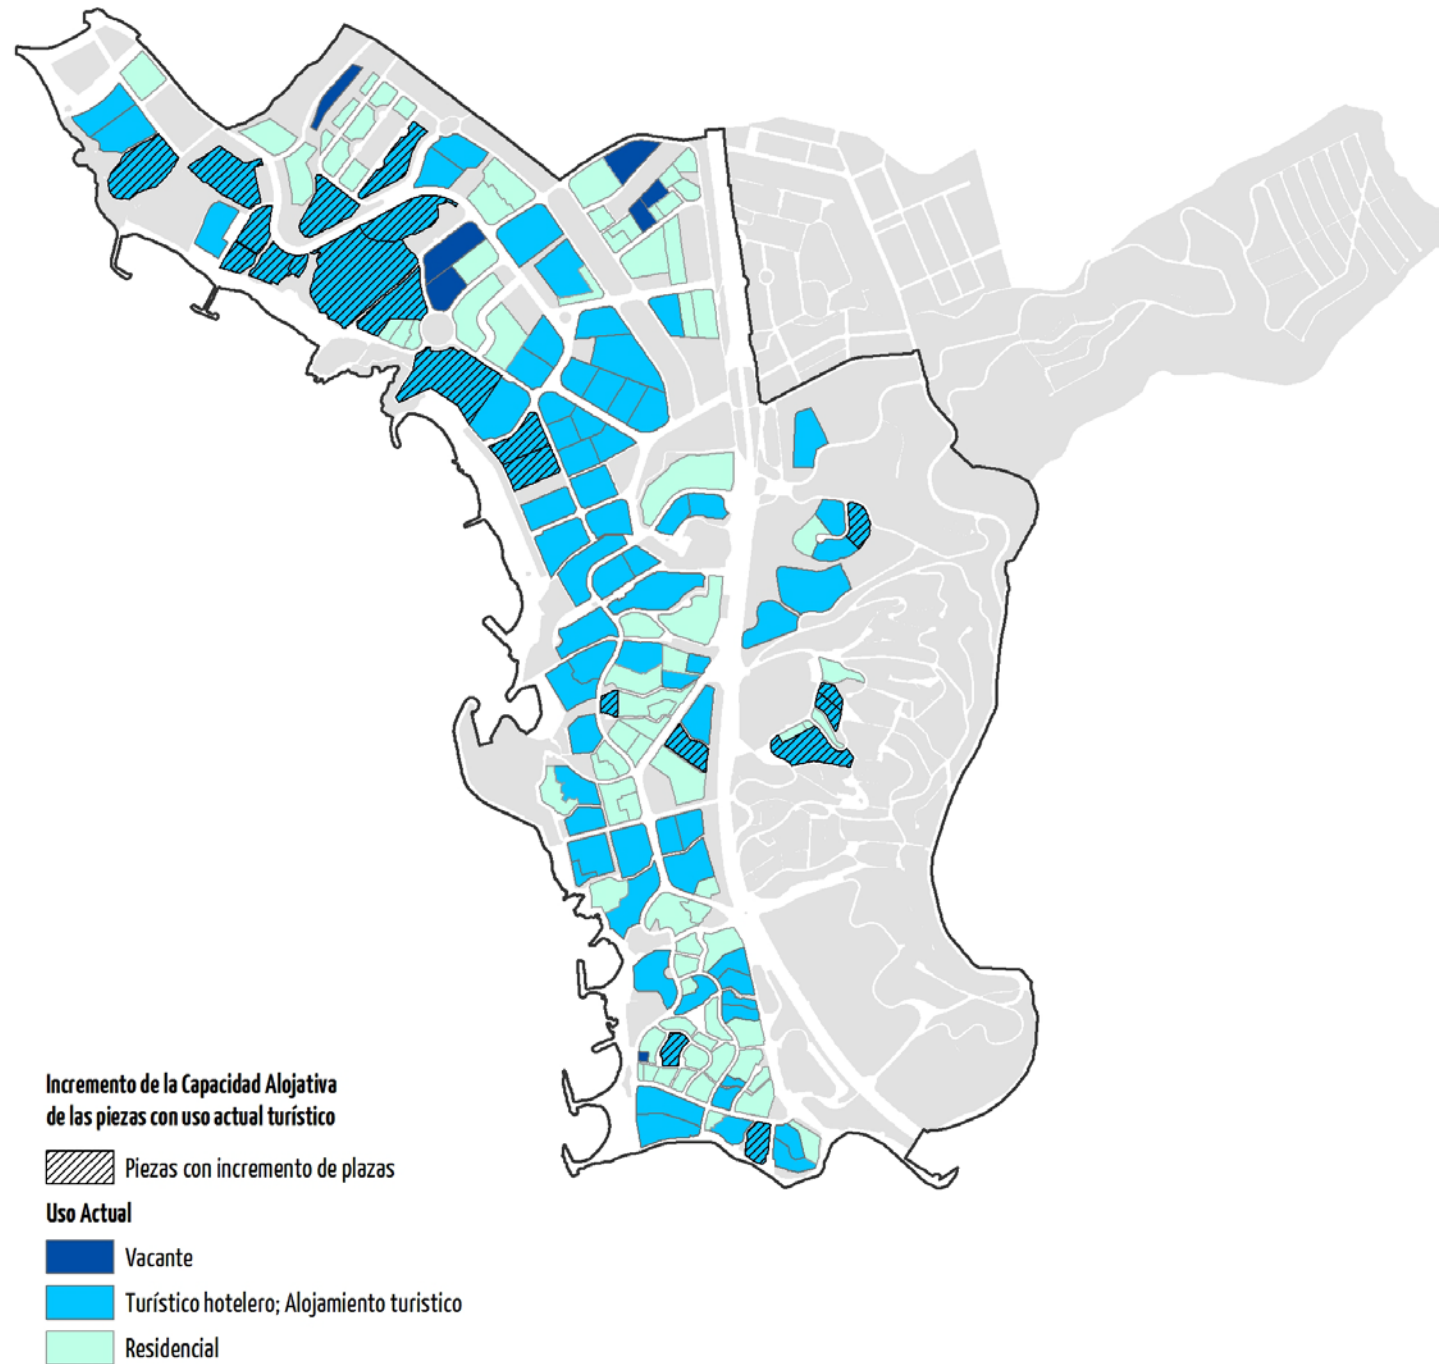 Incremento de la Capacidad Alojativa
de las piezas con uso actual turístico
Piezas con incremento de plazas
Uso Actual
Vacante
Turístico hotelero; Alojamiento turistico
Residencial